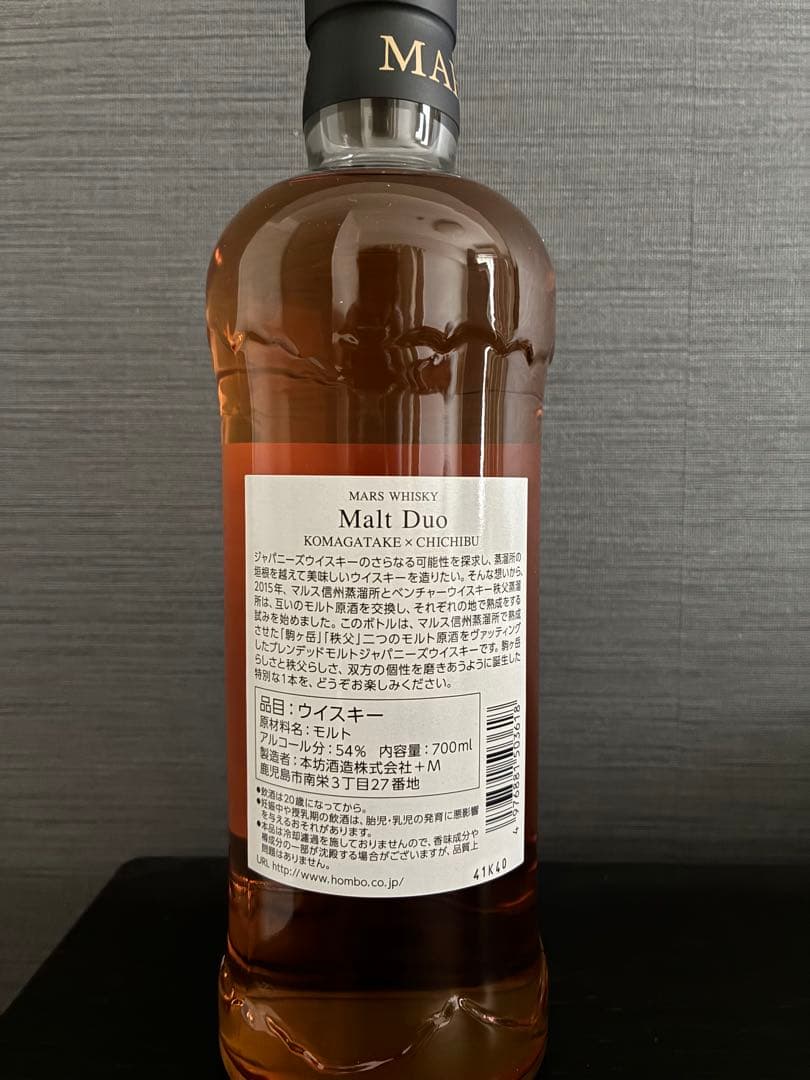 MAR
MARS WHISKY
Malt Duo
KOMAGATAKE × CHICHIBU
ジャパニーズウイスキーのさらなる可能性を探求し、蒸溜所の
垣根を越えて美味しいウイスキーを造りたい。そんな想いから、
2015年、マルス信州蒸溜所とベンチャーウイスキー秩父蒸溜
所は、互いのモルト原酒を交換し、それぞれの地で熟成をする
試みを始めました。このボトルは、マルス信州蒸溜所で熟成
させた「駒ヶ岳」「秩父」二つのモルト原酒をヴァッティング
したブレンデッドモルトジャパニーズウイスキーです。駒ヶ岳
らしさと秩父らしさ、双方の個性を磨きあうように誕生した
特別な1本を、どうぞお楽しみください。
品目：ウイスキー
原材料名：モルト
アルコール分：54% 内容量：700ml
製造者：本坊酒造株式会社＋M
鹿児島市南栄3丁目27番地
●飲酒は20歳になってから。
●妊娠中や授乳期の飲酒は、胎児・乳児の発育に悪影響
を与えるおそれがあります。
●本品は冷却濾過を施しておりませんので、香味成分や
樽成分の一部が沈殿する場合がございますが、品質上
問題はありません。
URL http://www.hombo.co.jp/
4 976881 503618
41K40